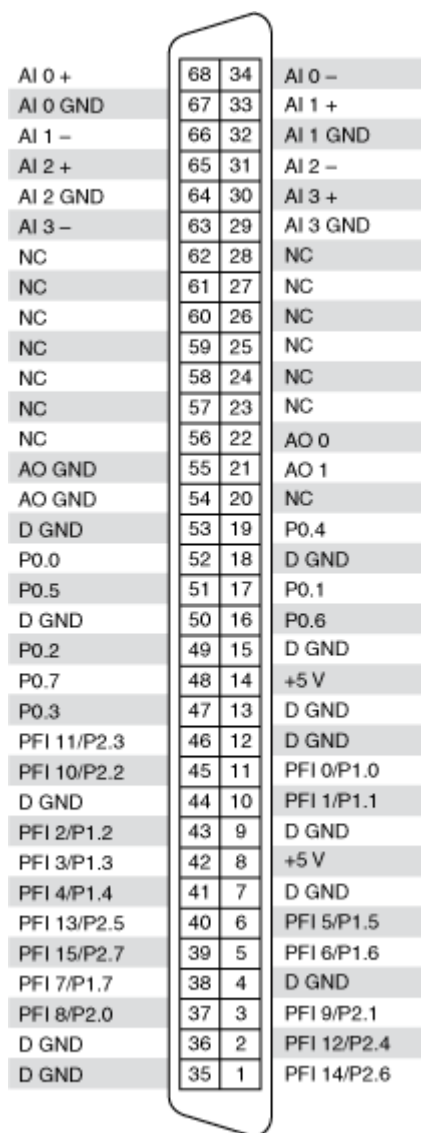 AI 0 + 68 34 AI 0 –
AI 0 GND 67 33 AI 1 +
AI 1 – 66 32 AI 1 GND
AI 2 + 65 31 AI 2 –
AI 2 GND 64 30 AI 3 +
AI 3 – 63 29 AI 3 GND
NC 62 28 NC
NC 61 27 NC
NC 60 26 NC
NC 59 25 NC
NC 58 24 NC
NC 57 23 NC
NC 56 22 AO 0
AO GND 55 21 AO 1
AO GND 54 20 NC
D GND 53 19 P0.4
P0.0 52 18 D GND
P0.5 51 17 P0.1
D GND 50 16 P0.6
P0.2 49 15 D GND
P0.7 48 14 +5 V
P0.3 47 13 D GND
PFI 11/P2.3 46 12 D GND
PFI 10/P2.2 45 11 PFI 0/P1.0
D GND 44 10 PFI 1/P1.1
PFI 2/P1.2 43 9 D GND
PFI 3/P1.3 42 8 +5 V
PFI 4/P1.4 41 7 D GND
PFI 13/P2.5 40 6 PFI 5/P1.5
PFI 15/P2.7 39 5 PFI 6/P1.6
PFI 7/P1.7 38 4 D GND
PFI 8/P2.0 37 3 PFI 9/P2.1
D GND 36 2 PFI 12/P2.4
D GND 35 1 PFI 14/P2.6